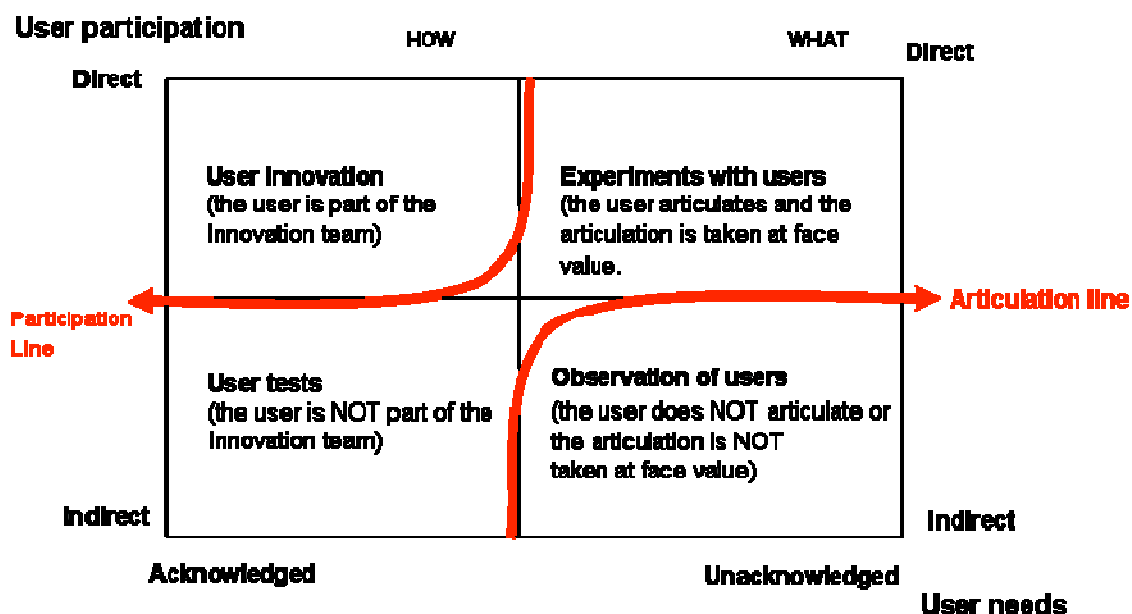 User participation
HOW
WHAT
Direct
Direct
User innovation
(the user is part of the
innovation team)
Experiments with users
(the user articulates and the
articulation is taken at face
value.
Participation
Line
Articulation line
User tests
(the user is NOT part of the
innovation team)
Observation of users
(the user does NOT articulate or
the articulation is NOT
taken at face value)
Indirect
Indirect
Acknowledged
Unacknowledged
User needs